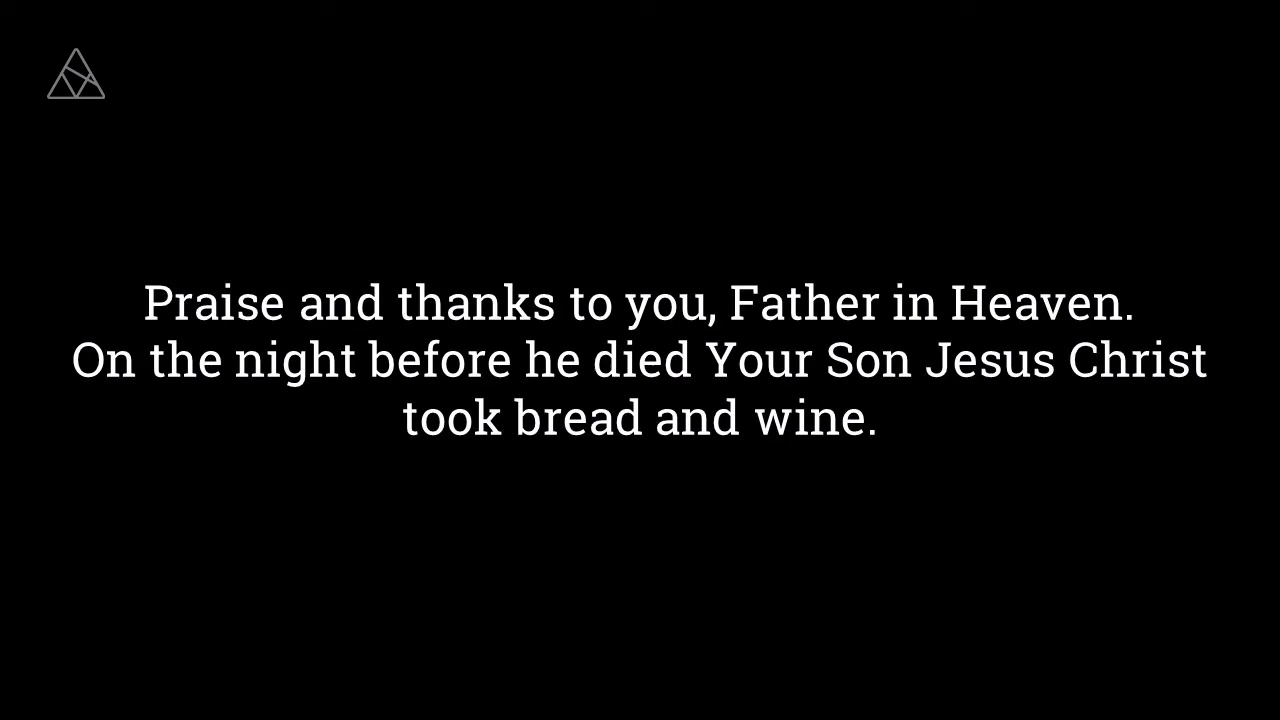 Praise and thanks to you, Father in Heaven.
On the night before he died Your Son Jesus Christ
took bread and wine.